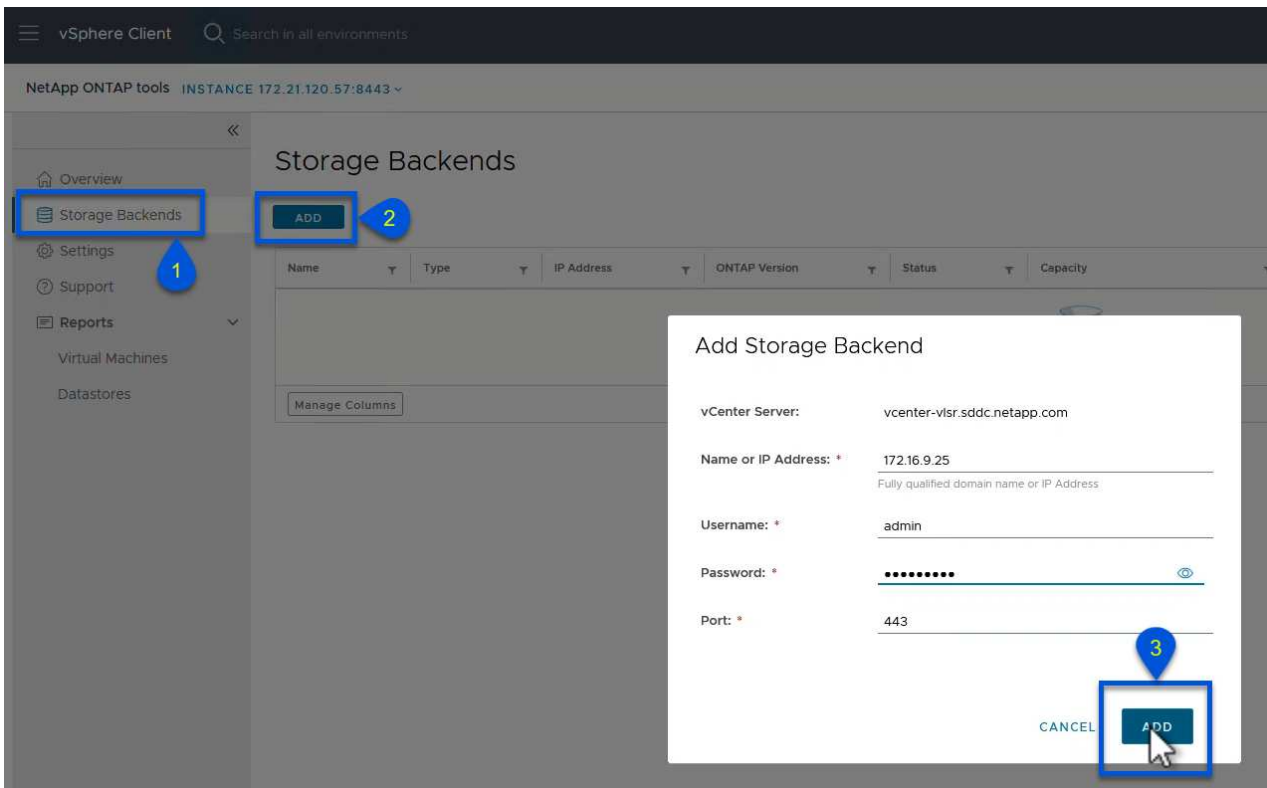 vSphere Client
Search in all environments
NetApp ONTAP tools INSTANCE 172.21.120.57:8443
Overview
Storage Backends
1
Settings
Support
Reports
Virtual Machines
Datastores
Storage Backends
ADD
2
Name Type IP Address ONTAP Version Status Capacity
Manage Columns
Add Storage Backend
vCenter Server: vcenter-vlsr.sddc.netapp.com
Name or IP Address: * 172.16.9.25
Fully qualified domain name or IP Address
Username: * admin
Password: * •••••••••
Port: * 443
3
CANCEL ADD